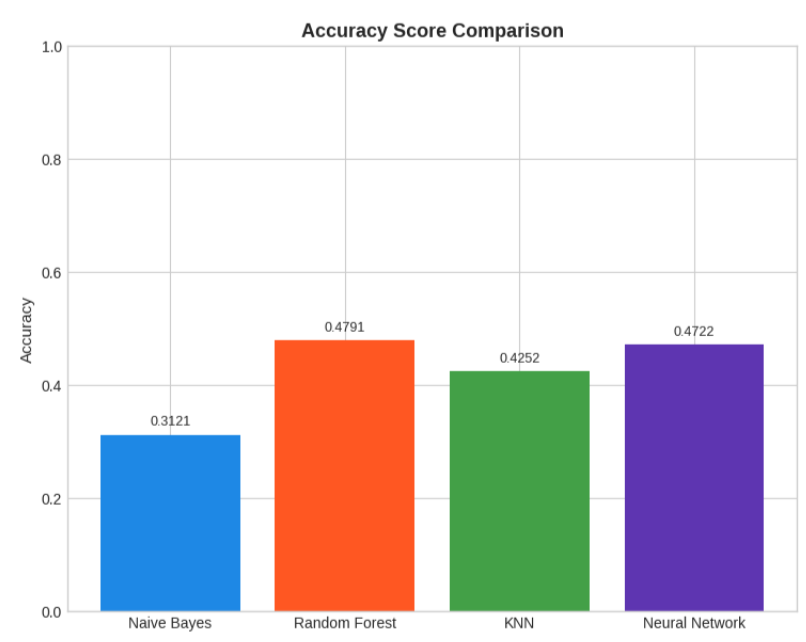 Accuracy Score Comparison
1.0
0.8
0.6
0.4
0.2
0.0
Accuracy
0.3121
0.4791
0.4252
0.4722
Naive Bayes
Random Forest
KNN
Neural Network